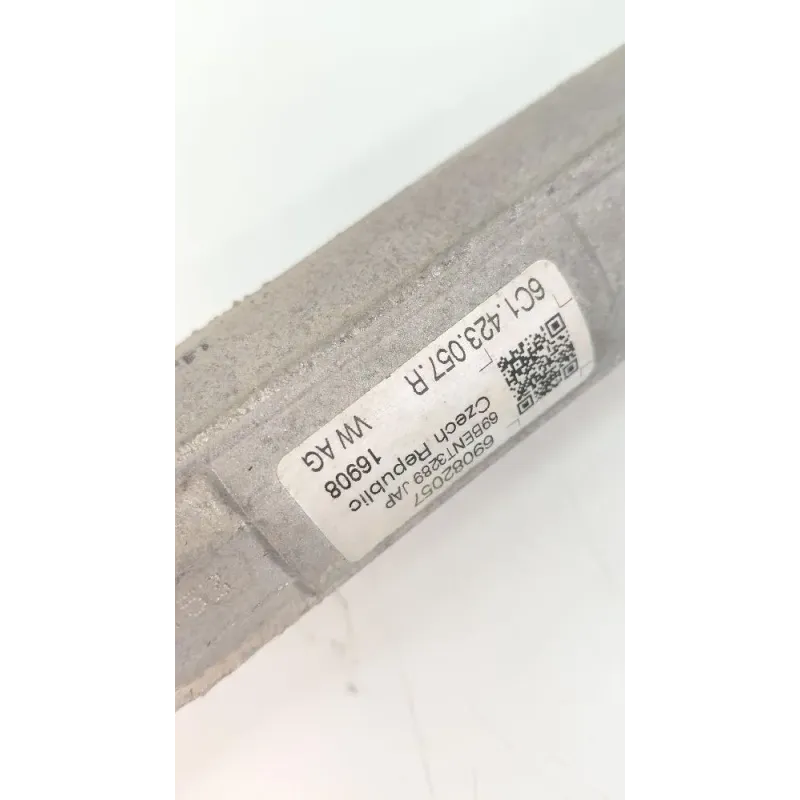 6C1.423.057.R
VW AG
16908
Czech Republic
69BENT3289 JAP
69082057